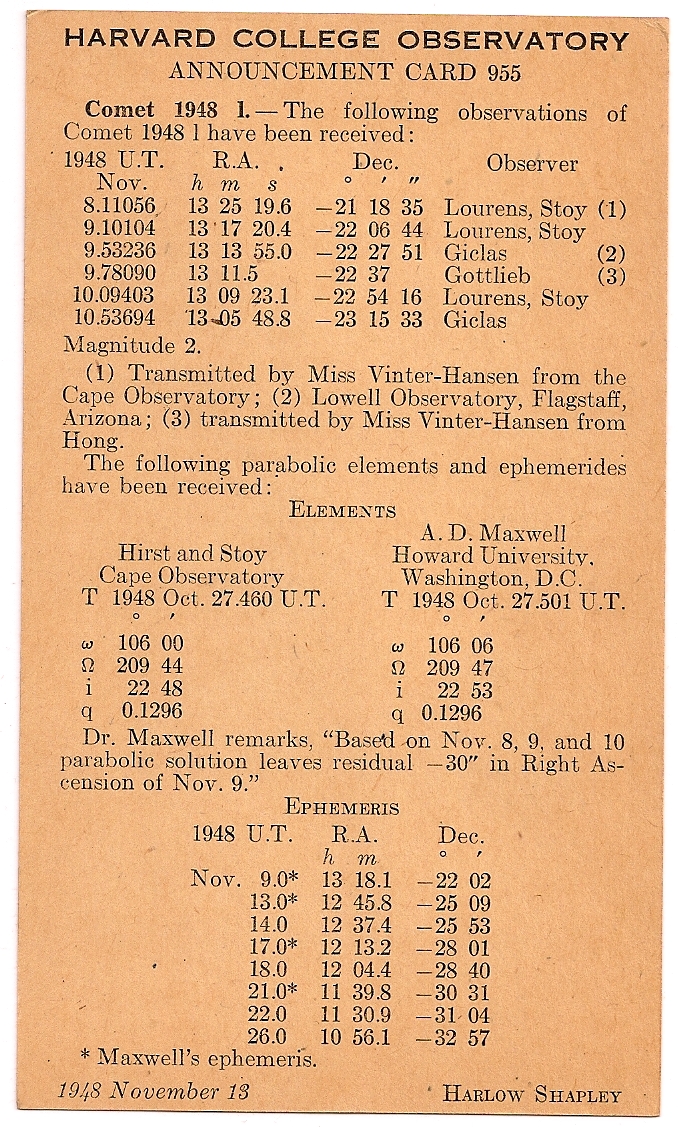 HARVARD COLLEGE OBSERVATORY
ANNOUNCEMENT CARD 955
Comet 1948 l. — The following observations of
Comet 1948 l have been received:
1948 U.T. R.A. Dec. Observer
Nov. h m s ° ′ ″
8.11056 13 25 19.6 −21 18 35 Lourens, Stoy (1)
9.10104 13 17 20.4 −22 06 44 Lourens, Stoy
9.53236 13 13 55.0 −22 27 51 Giclas (2)
9.78090 13 11.5 −22 37 Gottlieb (3)
10.09403 13 09 23.1 −22 54 16 Lourens, Stoy
10.53694 13 05 48.8 −23 15 33 Giclas
Magnitude 2.
(1) Transmitted by Miss Vinter-Hansen from the
Cape Observatory; (2) Lowell Observatory, Flagstaff,
Arizona; (3) transmitted by Miss Vinter-Hansen from
Hong.
The following parabolic elements and ephemerides
have been received:
ELEMENTS
A. D. Maxwell
Hirst and Stoy Howard University,
Cape Observatory Washington, D.C.
T 1948 Oct. 27.460 U.T. T 1948 Oct. 27.501 U.T.
° ′ ° ′
ω 106 00 ω 106 06
Ω 209 44 Ω 209 47
i 22 48 i 22 53
q 0.1296 q 0.1296
Dr. Maxwell remarks, “Based on Nov. 8, 9, and 10
parabolic solution leaves residual −30″ in Right As-
cension of Nov. 9.”
EPHEMERIS
1948 U.T. R.A. Dec.
h m ° ′
Nov. 9.0* 13 18.1 −22 02
13.0* 12 45.8 −25 09
14.0 12 37.4 −25 53
17.0* 12 13.2 −28 01
18.0 12 04.4 −28 40
21.0* 11 39.8 −30 31
22.0 11 30.9 −31 04
26.0 10 56.1 −32 57
* Maxwell's ephemeris.
1948 November 13 HARLOW SHAPLEY